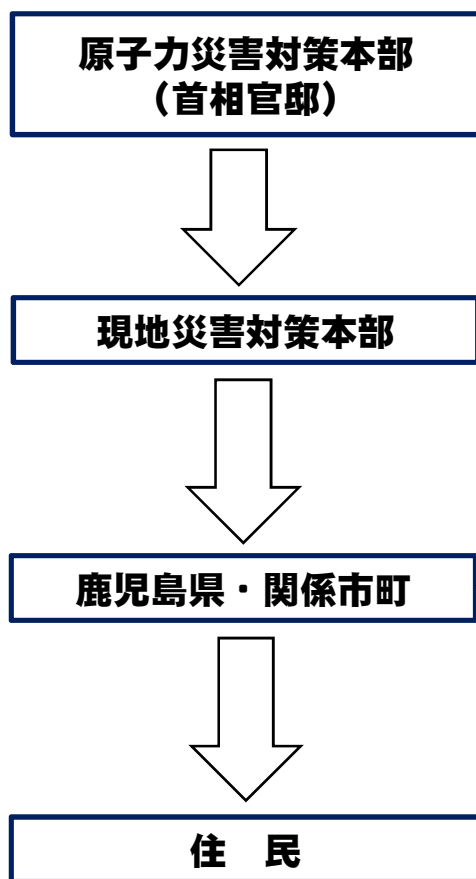 原子力災害対策本部
（首相官邸）
現地災害対策本部
鹿児島県・関係市町
住　民